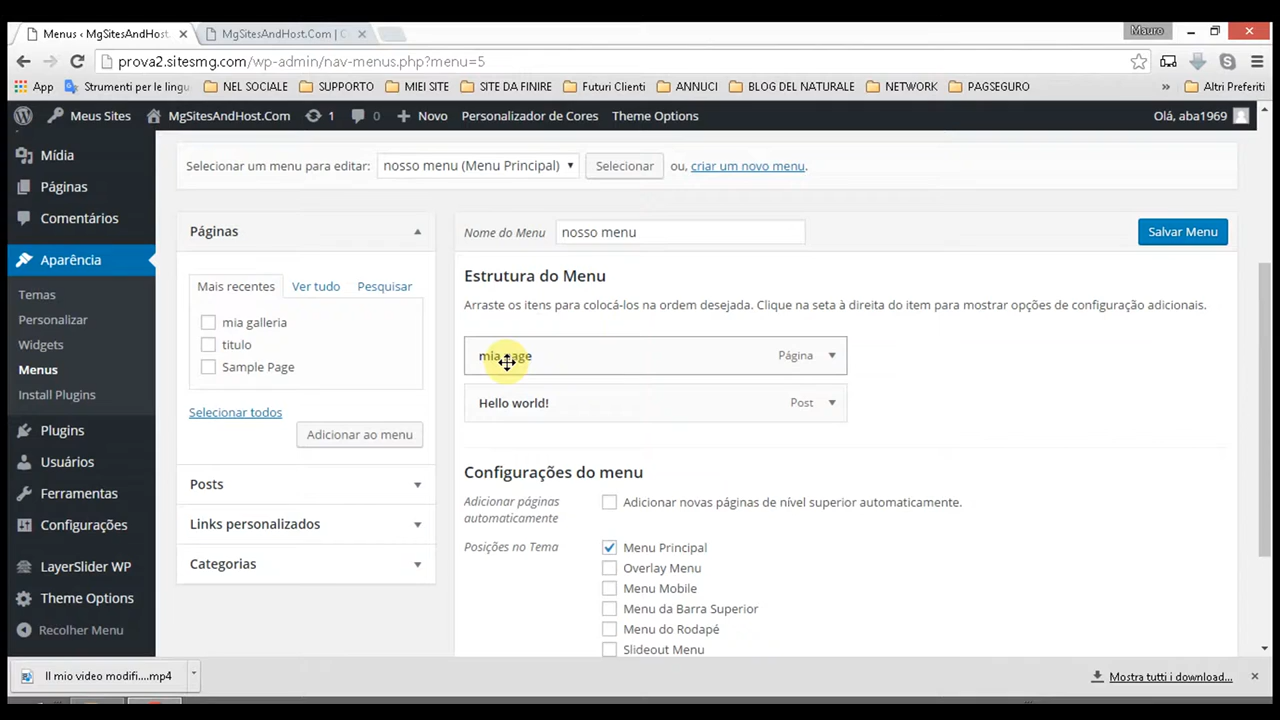 Menus ‹ MgSitesAndHost.
MgSitesAndHost.Com | C
Mauro
prova2.sitesmg.com/wp-admin/nav-menus.php?menu=5
App
Strumenti per le lingu
NEL SOCIALE
SUPPORTO
MIEI SITE
SITE DA FINIRE
Futuri Clienti
ANNUCI
BLOG DEL NATURALE
NETWORK
PAGSEGURO
»
Altri Preferiti
Meus Sites
MgSitesAndHost.Com
1
0
Novo
Personalizador de Cores
Theme Options
Olá, aba1969
Mídia
Páginas
Comentários
Aparência
Temas
Personalizar
Widgets
Menus
Install Plugins
Plugins
Usuários
Ferramentas
Configurações
LayerSlider WP
Theme Options
Recolher Menu
Selecionar um menu para editar:
nosso menu (Menu Principal)
Selecionar
ou, criar um novo menu.
Páginas
Mais recentes
Ver tudo
Pesquisar
mia galleria
titulo
Sample Page
Selecionar todos
Adicionar ao menu
Posts
Links personalizados
Categorias
Nome do Menu
nosso menu
Salvar Menu
Estrutura do Menu
Arraste os itens para colocá-los na ordem desejada. Clique na seta à direita do item para mostrar opções de configuração adicionais.
mia page
Página
Hello world!
Post
Configurações do menu
Adicionar páginas
automaticamente
Adicionar novas páginas de nível superior automaticamente.
Posições no Tema
Menu Principal
Overlay Menu
Menu Mobile
Menu da Barra Superior
Menu do Rodapé
Slideout Menu
Il mio video modifi....mp4
Mostra tutti i download...